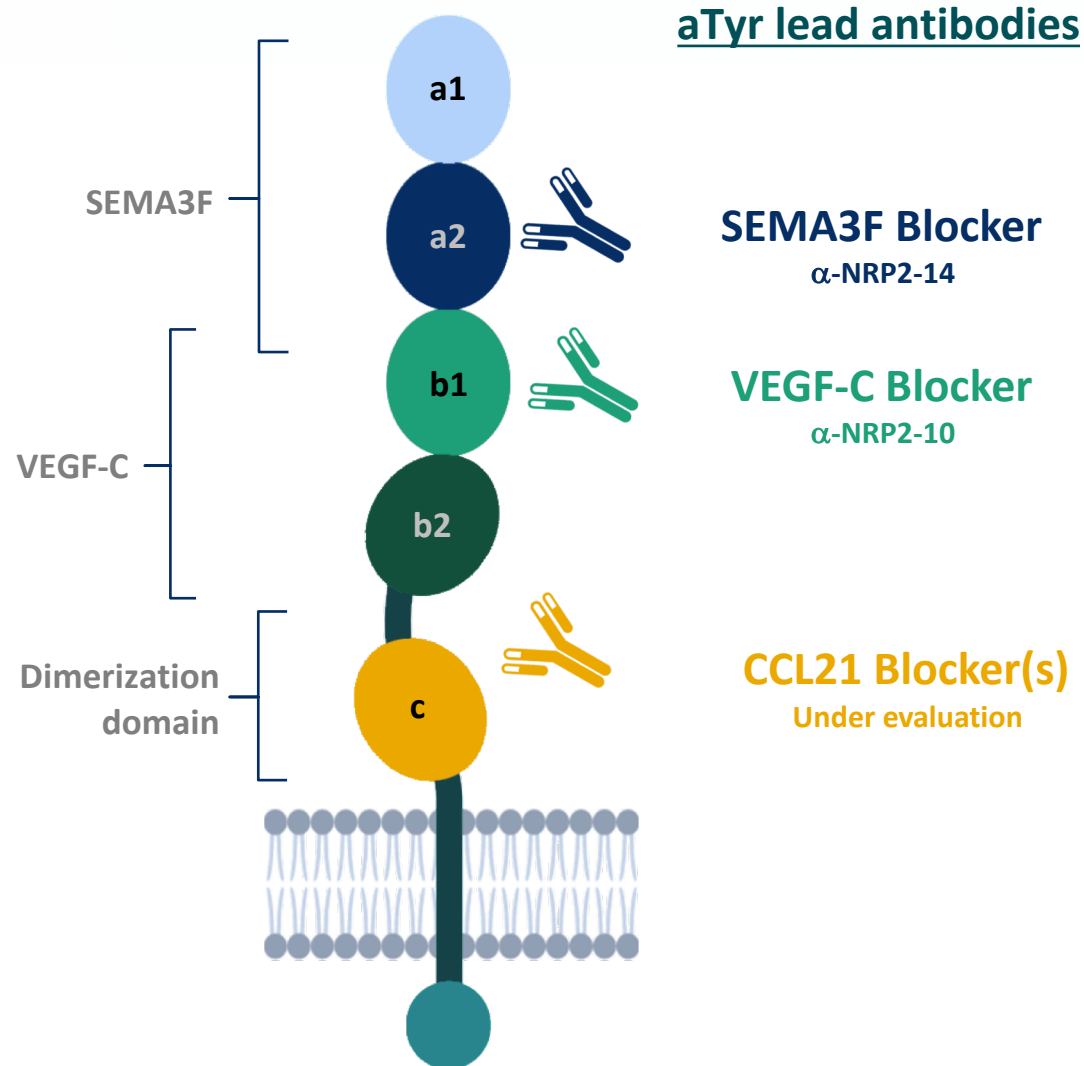 aTyr lead antibodies
a1
SEMA3F
a2
SEMA3F Blocker
α-NRP2-14
b1
VEGF-C Blocker
α-NRP2-10
VEGF-C
b2
Dimerization
domain
c
CCL21 Blocker(s)
Under evaluation